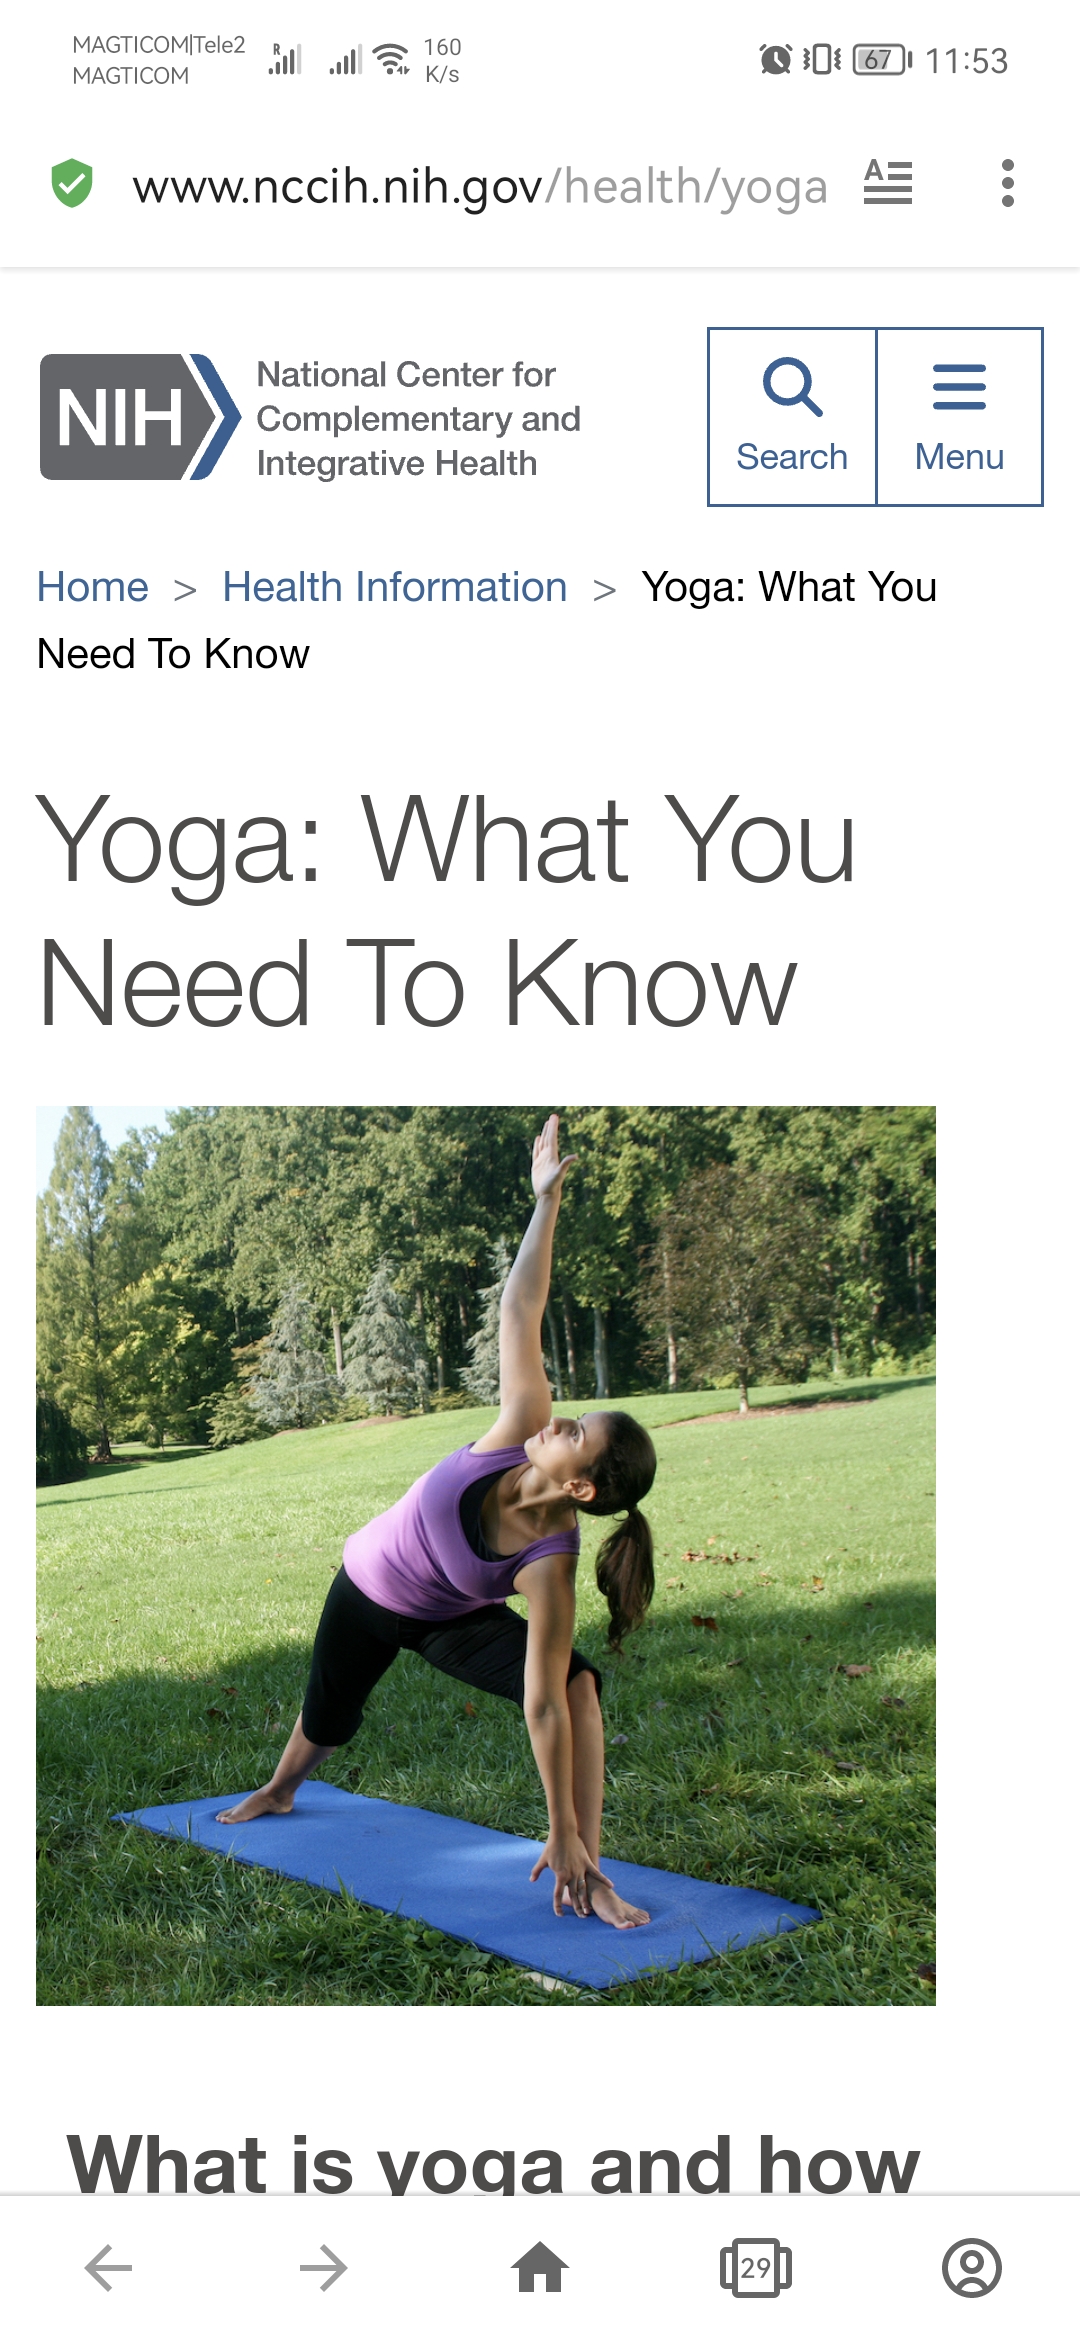 MAGTICOM|Tele2
MAGTICOM
R
160
K/s
67
11:53
www.nccih.nih.gov/health/yoga
A
NIH
National Center for
Complementary and
Integrative Health
Search
Menu
Home > Health Information > Yoga: What You
Need To Know
Yoga: What You
Need To Know
What is yoga and how
29